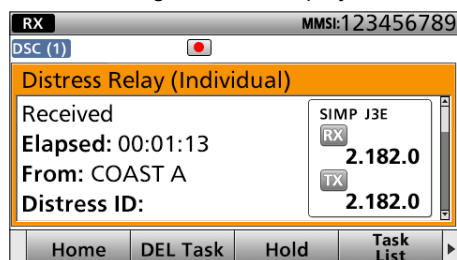 RX MMSI:123456789
DSC (1)
Distress Relay (Individual)
Received
Elapsed: 00:01:13
From: COAST A
Distress ID:
SIMP J3E
RX
2.182.0
TX
2.182.0
Home DEL Task Hold Task List